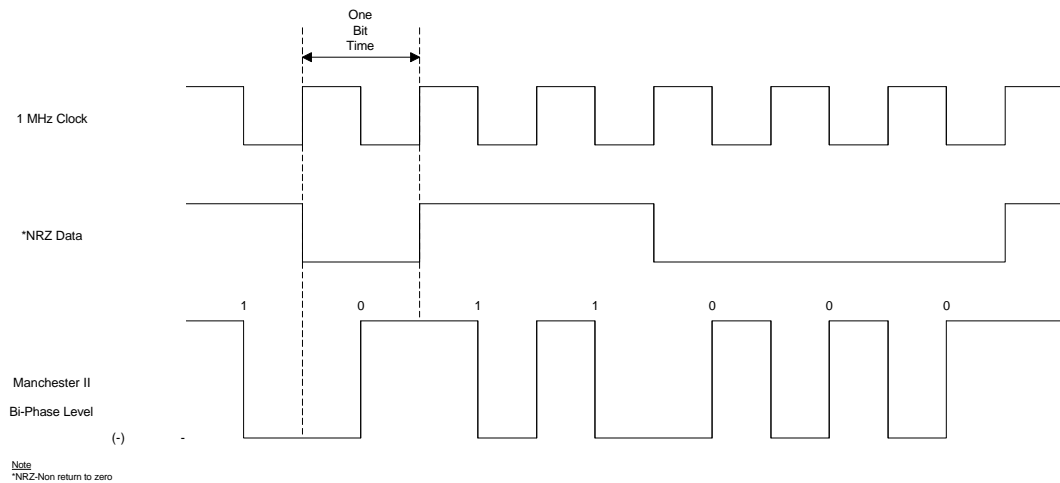 One
Bit
Time
1 MHz Clock
*NRZ Data
1 0 1 1 0 0 0
Manchester II
Bi-Phase Level
(-) -
Note
*NRZ-Non return to zero